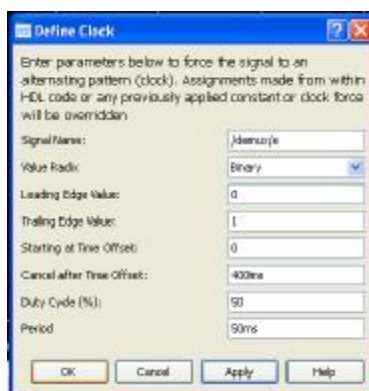 Define Clock
Enter parameters below to force the signal to an
alternating pattern (clock). Assignments made from within
HDL code or any previously applied constant or clock force
will be overridden
Signal Name:
Value Radix: Binary
Leading Edge Value: 0
Trailing Edge Value: 1
Starting at Time Offset: 0
Cancel after Time Offset: 400ms
Duty Cycle (%): 50
Period 50ms
OK Cancel Apply Help